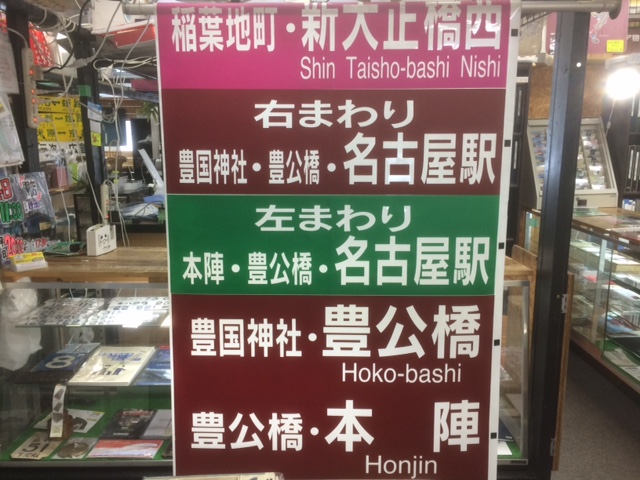 稲葉地町・新大正橋西
Shin Taisho-bashi Nishi
右まわり
豊国神社・豊公橋・名古屋駅
左まわり
本陣・豊公橋・名古屋駅
豊国神社・豊公橋
Hoko-bashi
豊公橋・本陣
Honjin